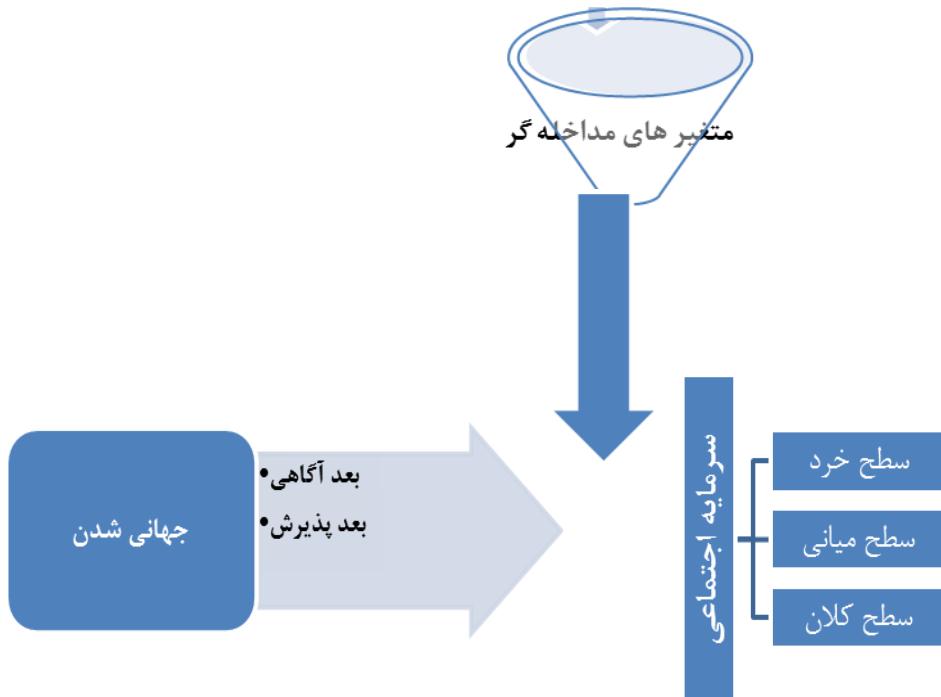 متغیر های مداخله گر
جهانی شدن
•بعد آگاهی
•بعد پذیرش
سرمایه اجتماعی
سطح خرد
سطح میانی
سطح کلان